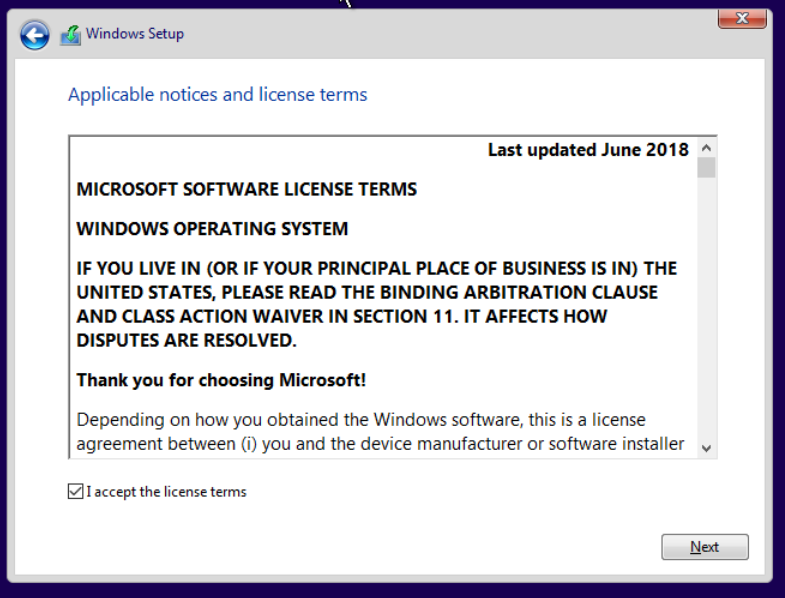 Windows Setup
Applicable notices and license terms
Last updated June 2018
MICROSOFT SOFTWARE LICENSE TERMS
WINDOWS OPERATING SYSTEM
IF YOU LIVE IN (OR IF YOUR PRINCIPAL PLACE OF BUSINESS IS IN) THE
UNITED STATES, PLEASE READ THE BINDING ARBITRATION CLAUSE
AND CLASS ACTION WAIVER IN SECTION 11. IT AFFECTS HOW
DISPUTES ARE RESOLVED.
Thank you for choosing Microsoft!
Depending on how you obtained the Windows software, this is a license
agreement between (i) you and the device manufacturer or software installer
I accept the license terms
Next